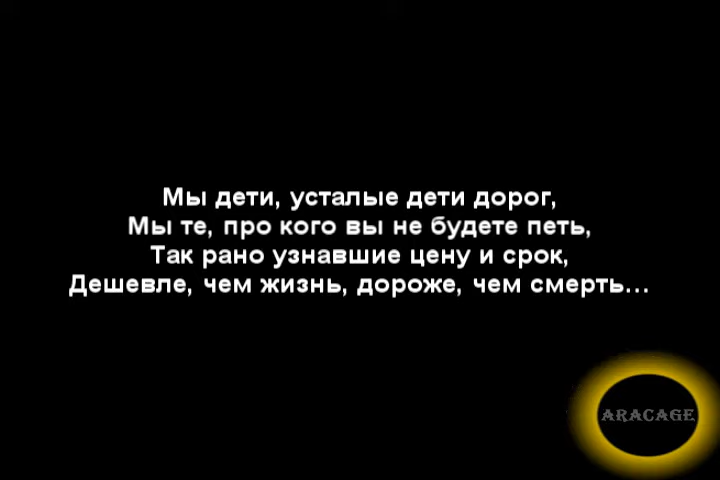 Мы дети, усталые дети дорог,
Мы те, про кого вы не будете петь,
Так рано узнавшие цену и срок,
Дешевле, чем жизнь, дороже, чем смерть...
ARACAGE